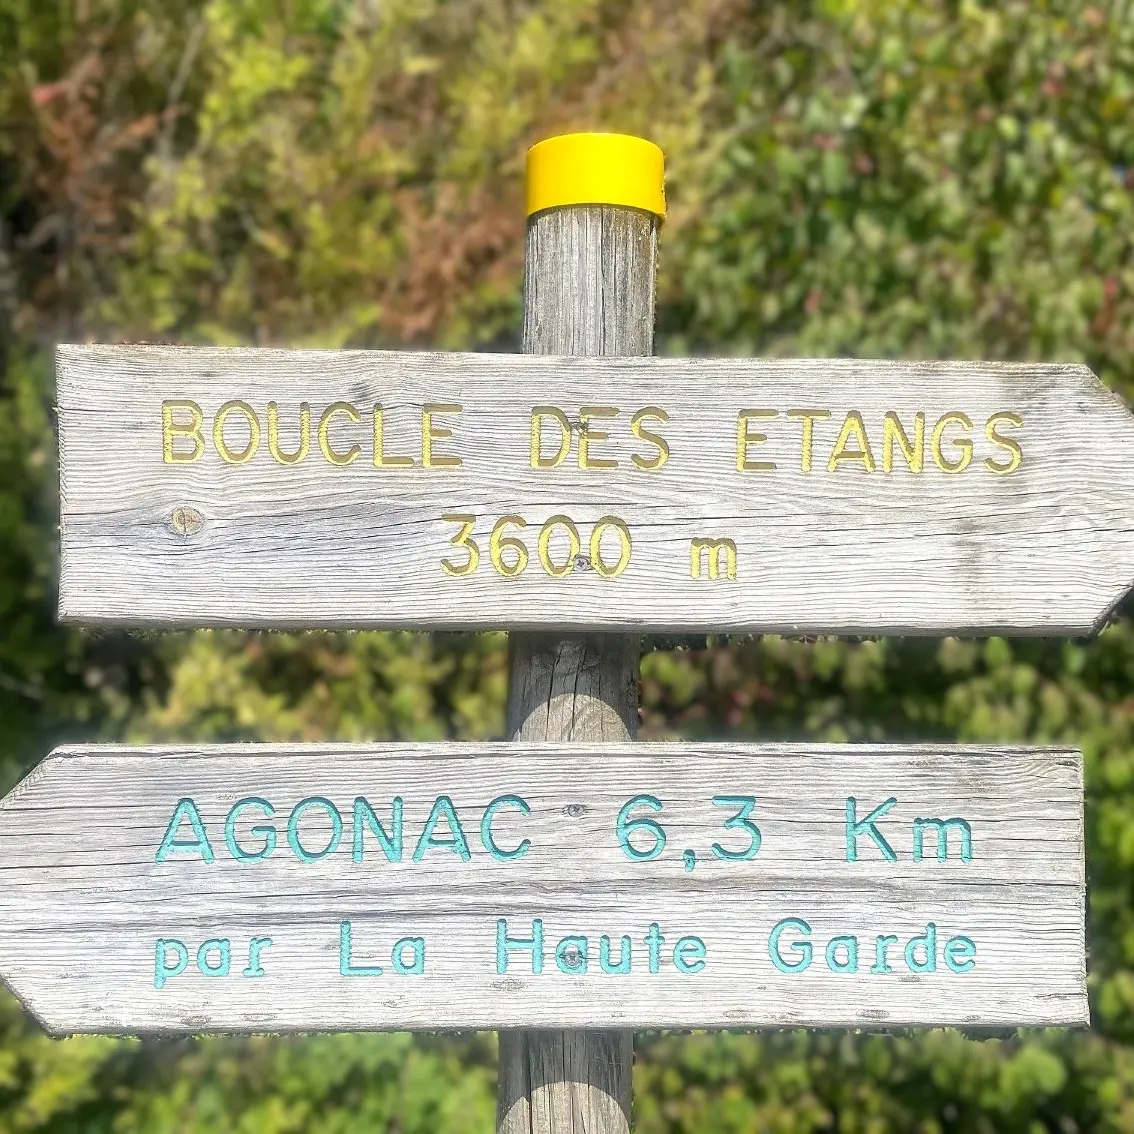 BOUCLE DES ETANGS
3600 m
AGONAC 6,3 Km
par La Haute Garde